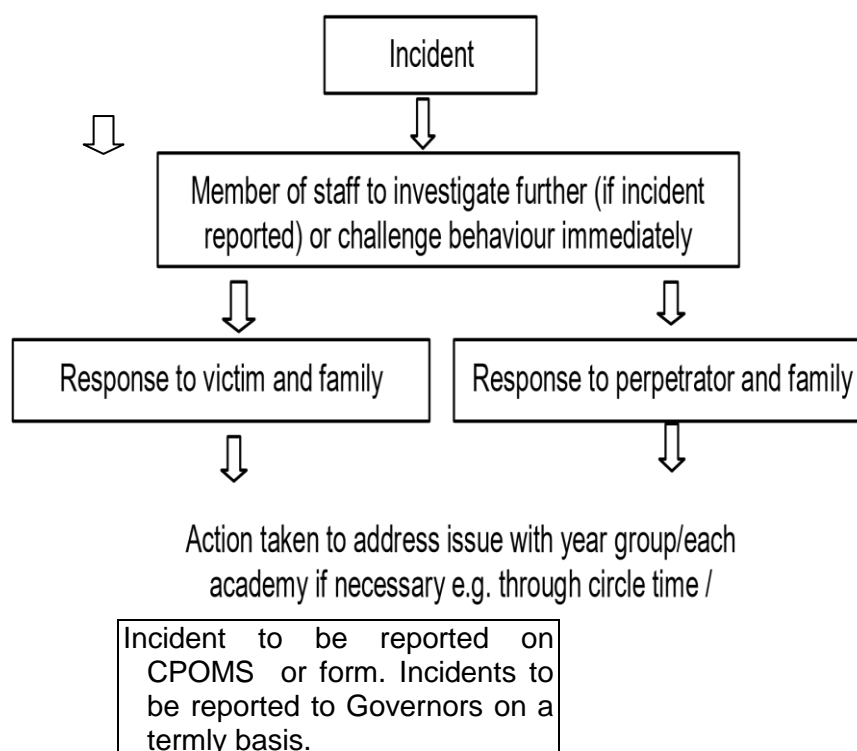 Incident
Member of staff to investigate further (if incident
reported) or challenge behaviour immediately
Response to victim and family
Response to perpetrator and family
Action taken to address issue with year group/each
academy if necessary e.g. through circle time /
Incident to be reported on
CPOMS or form. Incidents to
be reported to Governors on a
termly basis.